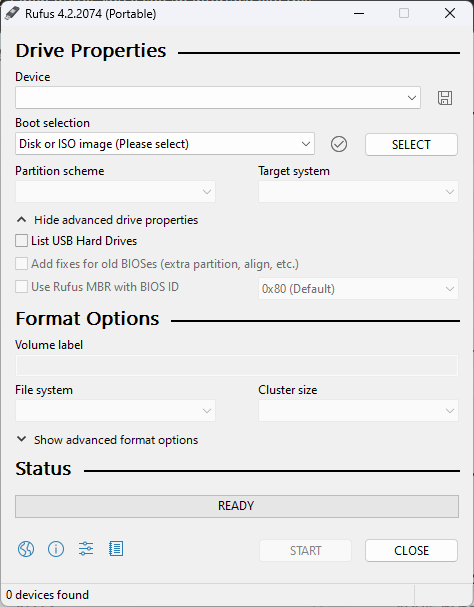 Rufus 4.2.2074 (Portable)
Drive Properties
Device
Boot selection
Disk or ISO image (Please select)
SELECT
Partition scheme Target system
Hide advanced drive properties
List USB Hard Drives
Add fixes for old BIOSes (extra partition, align, etc.)
Use Rufus MBR with BIOS ID 0x80 (Default)
Format Options
Volume label
File system Cluster size
Show advanced format options
Status
READY
START CLOSE
0 devices found